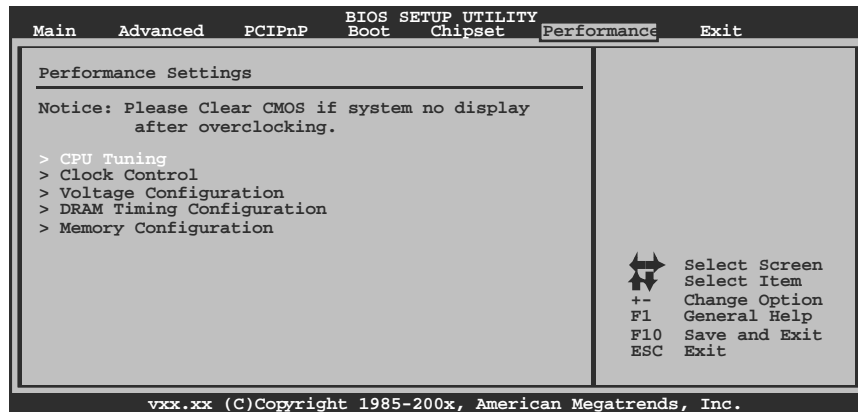 BIOS SETUP UTILITY
Main Advanced PCIPnP Boot Chipset Performance Exit
Performance Settings
Notice: Please Clear CMOS if system no display
after overclocking.
> CPU Tuning
> Clock Control
> Voltage Configuration
> DRAM Timing Configuration
> Memory Configuration
Select Screen
Select Item
+- Change Option
F1 General Help
F10 Save and Exit
ESC Exit
vxx.xx (C)Copyright 1985-200x, American Megatrends, Inc.